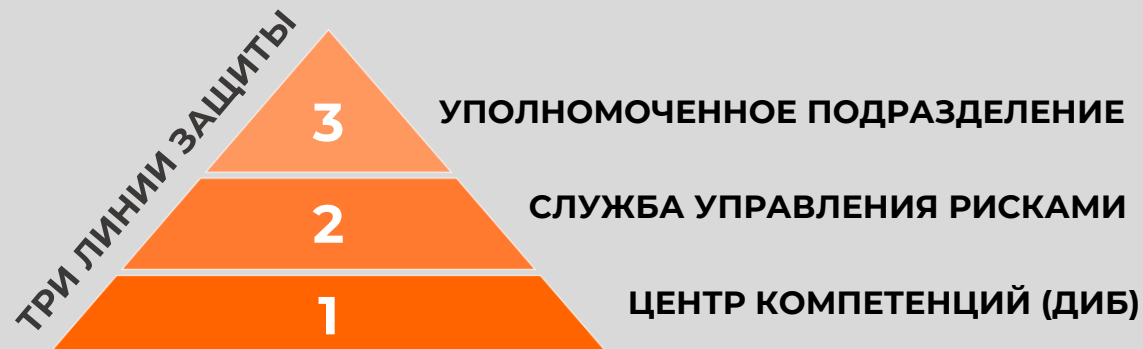 ТРИ ЛИНИИ ЗАЩИТЫ
3
УПОЛНОМОЧЕННОЕ ПОДРАЗДЕЛЕНИЕ
2
СЛУЖБА УПРАВЛЕНИЯ РИСКАМИ
1
ЦЕНТР КОМПЕТЕНЦИЙ (ДИБ)